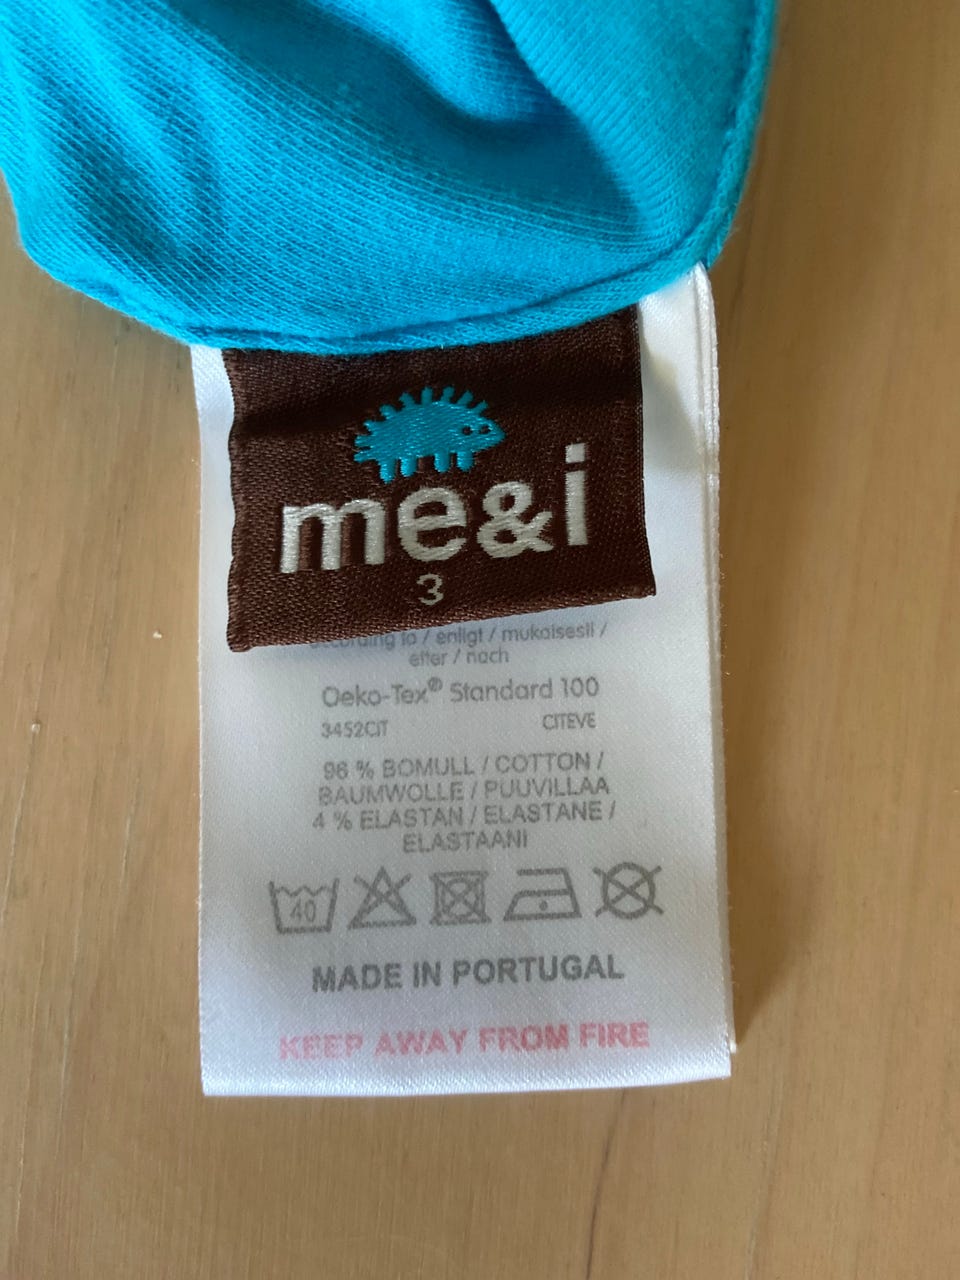 me&i
3
according to / enligt / mukaisesti /
efter / nach
Oeko-Tex® Standard 100
3452CIT CITEVE
96 % BOMULL / COTTON /
BAUMWOLLE / PUUVILLAA
4 % ELASTAN / ELASTANE /
ELASTAANI
40
MADE IN PORTUGAL
KEEP AWAY FROM FIRE